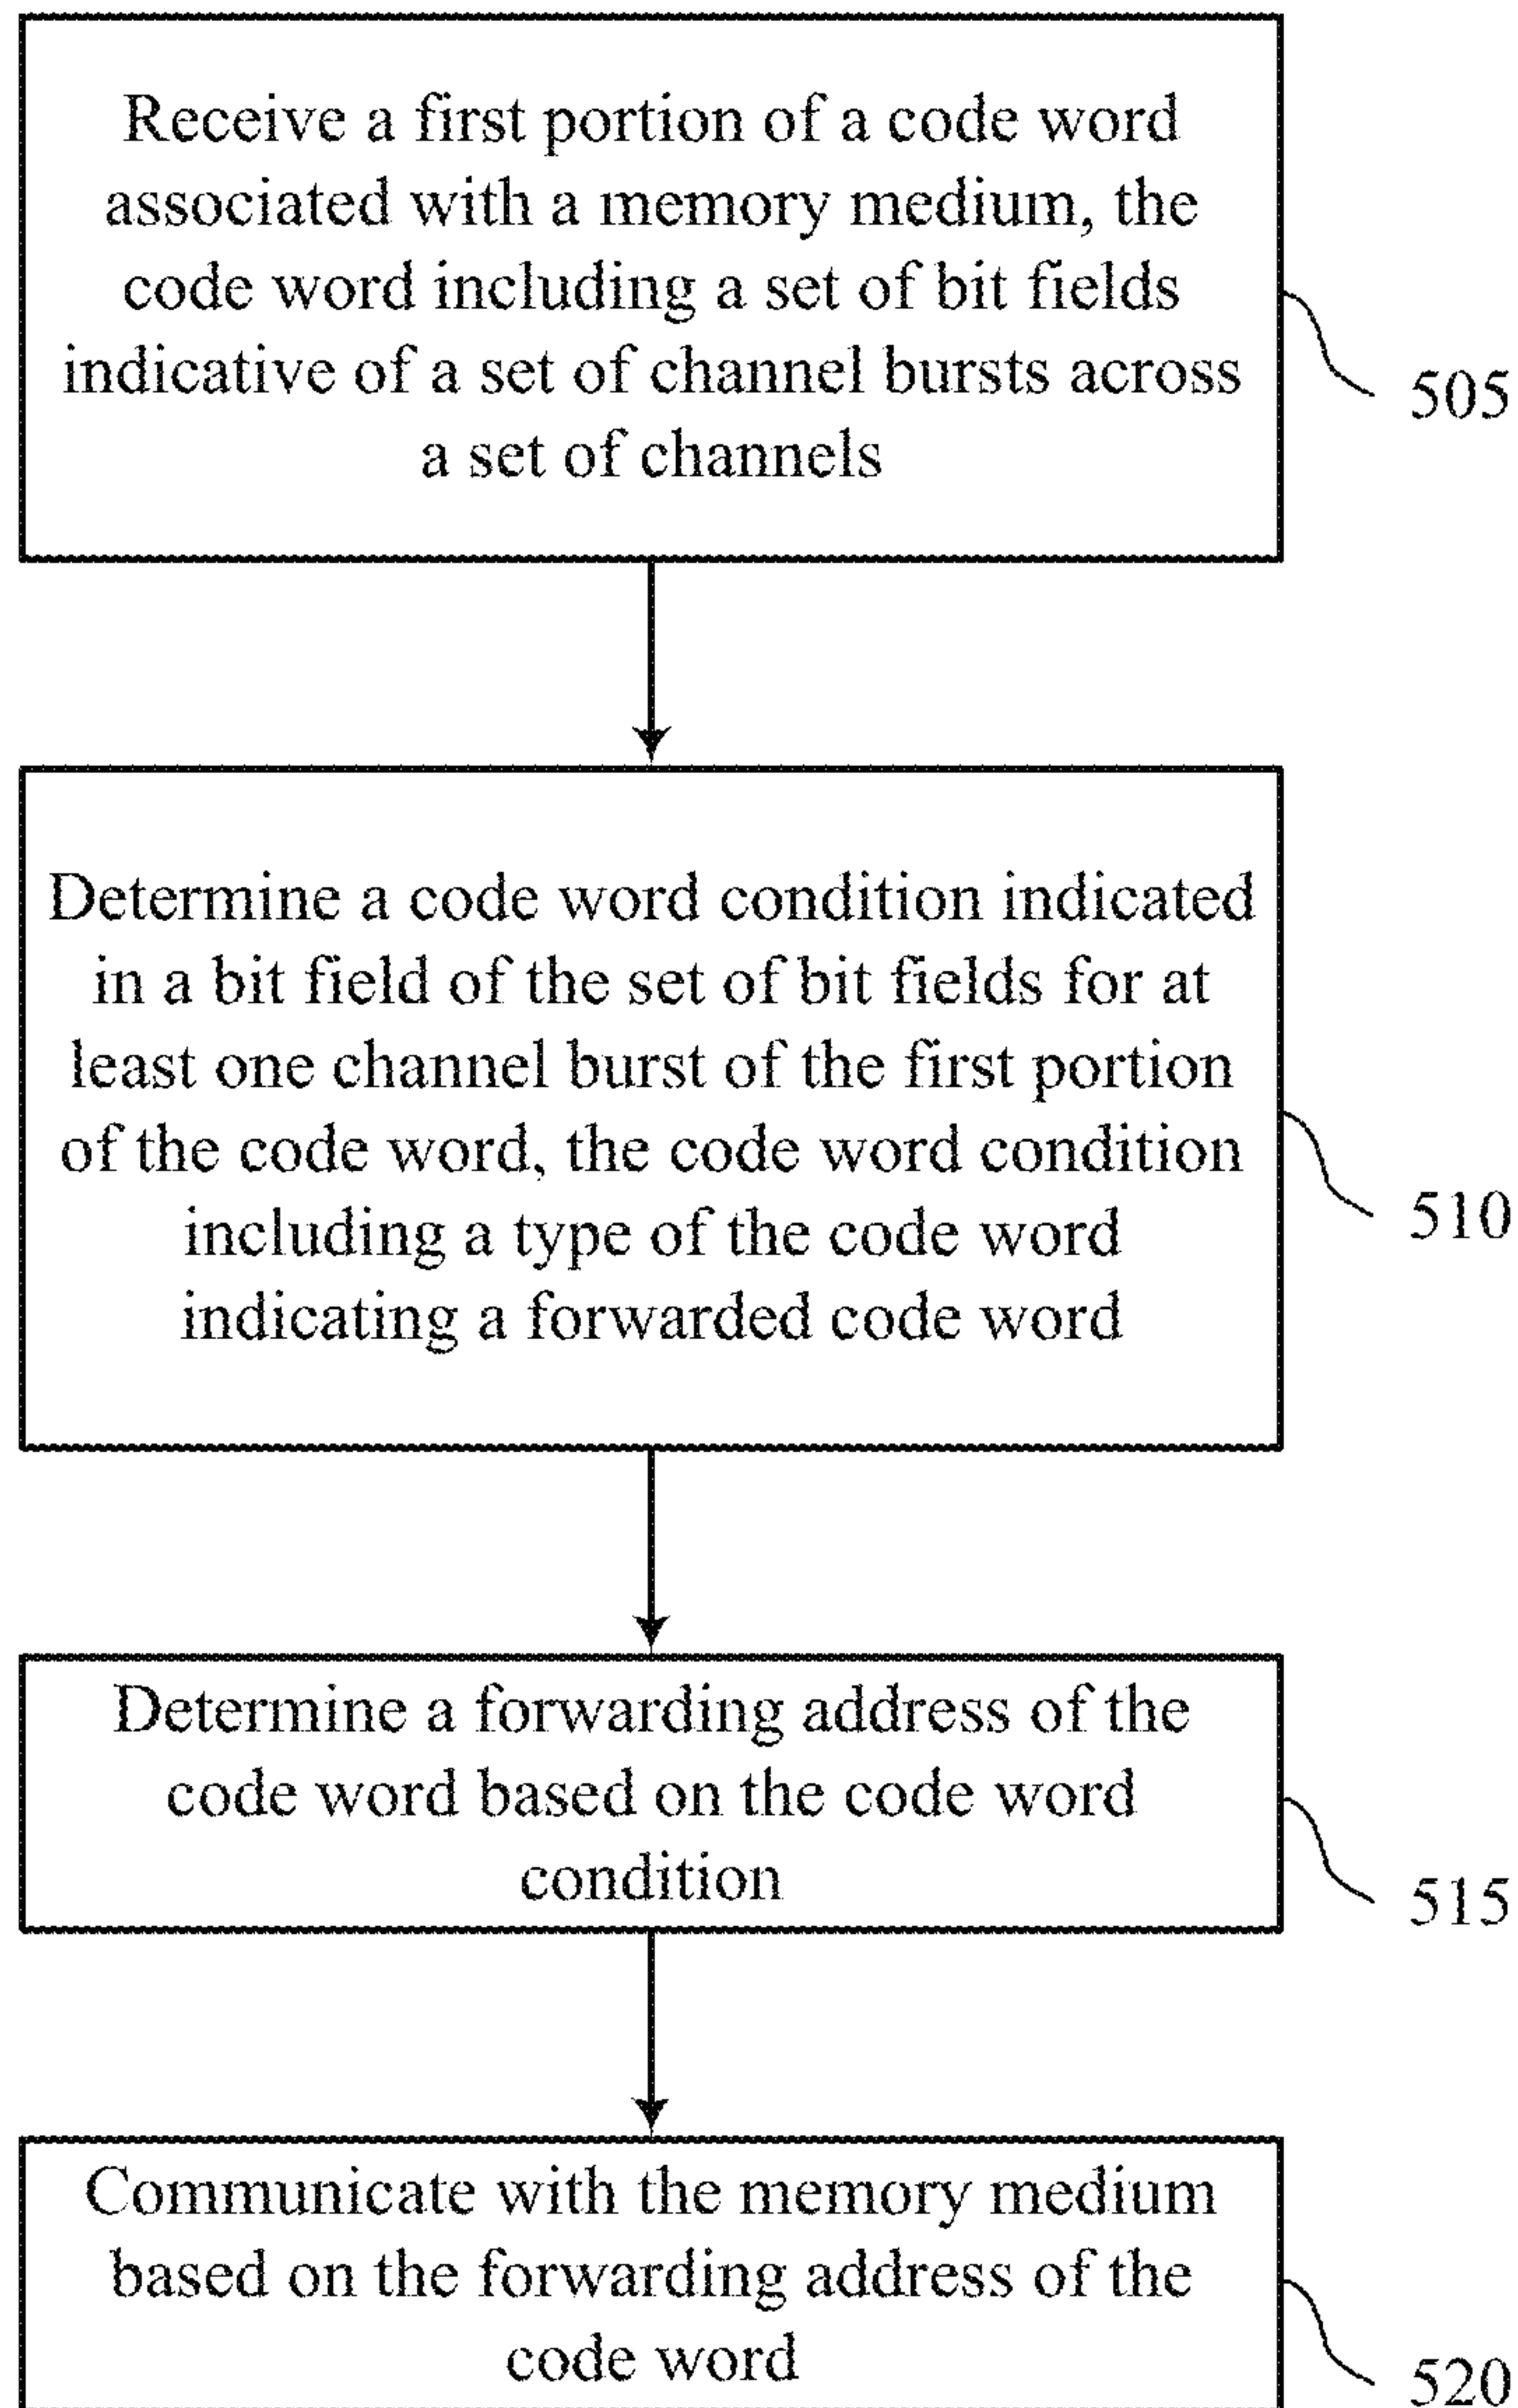 Receive a first portion of a code word
associated with a memory medium, the
code word including a set of bit fields
indicative of a set of channel bursts across
a set of channels
505
Determine a code word condition indicated
in a bit field of the set of bit fields for at
least one channel burst of the first portion
of the code word, the code word condition
including a type of the code word
indicating a forwarded code word
510
Determine a forwarding address of the
code word based on the code word
condition
515
Communicate with the memory medium
based on the forwarding address of the
code word
520